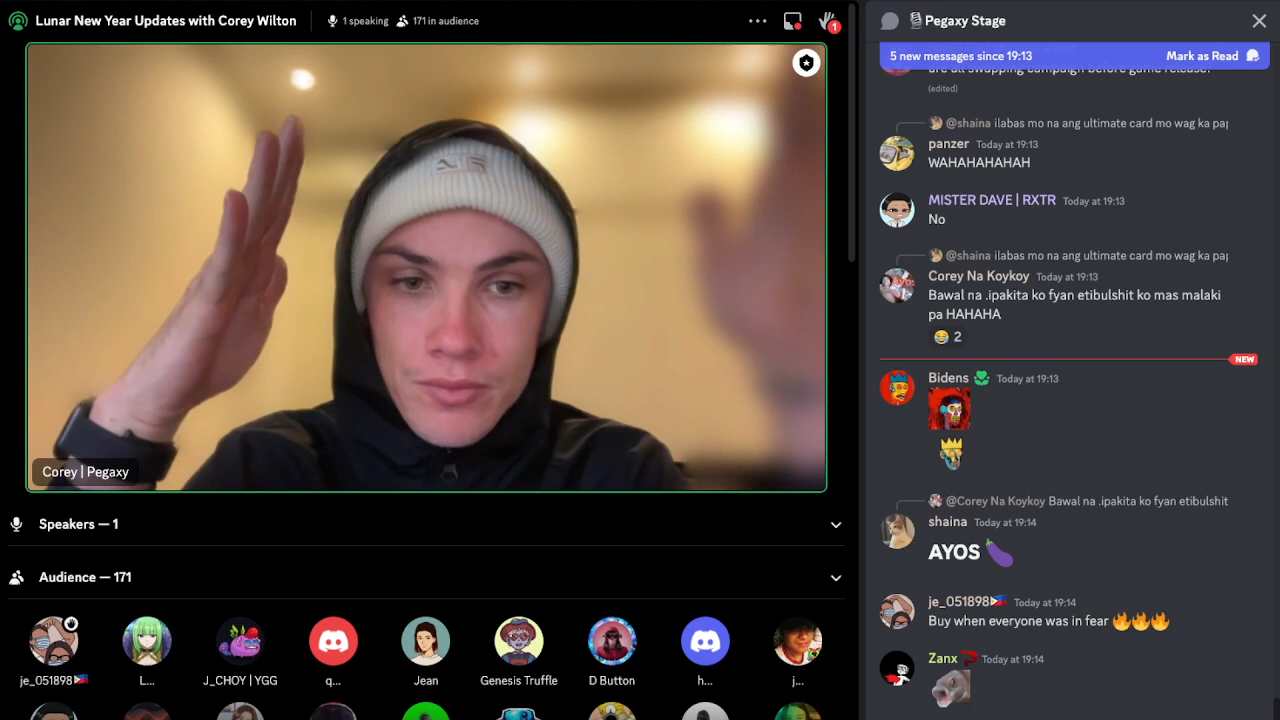 Lunar New Year Updates with Corey Wilton
1 speaking
171 in audience
1
Corey | Pegaxy
Speakers — 1
Audience — 171
je_051898
L...
J_CHOY | YGG
q...
Jean
Genesis Truffle
D Button
h...
j...
Pegaxy Stage
5 new messages since 19:13
Mark as Read
are all swapping campaign before game release!
(edited)
@shaina ilabas mo na ang ultimate card mo wag ka pa
panzer Today at 19:13
WAHAHAHAHAH
MISTER DAVE | RXTR Today at 19:13
No
@shaina ilabas mo na ang ultimate card mo wag ka pa
Corey Na Koykoy Today at 19:13
Bawal na .ipakita ko fyan etibulshit ko mas malaki
pa HAHAHA
😂 2
NEW
Bidens Today at 19:13
@Corey Na Koykoy Bawal na .ipakita ko fyan etibulshit
shaina Today at 19:14
AYOS 🍆
je_051898🇵🇭 Today at 19:14
Buy when everyone was in fear 🔥🔥🔥
Zanx Today at 19:14